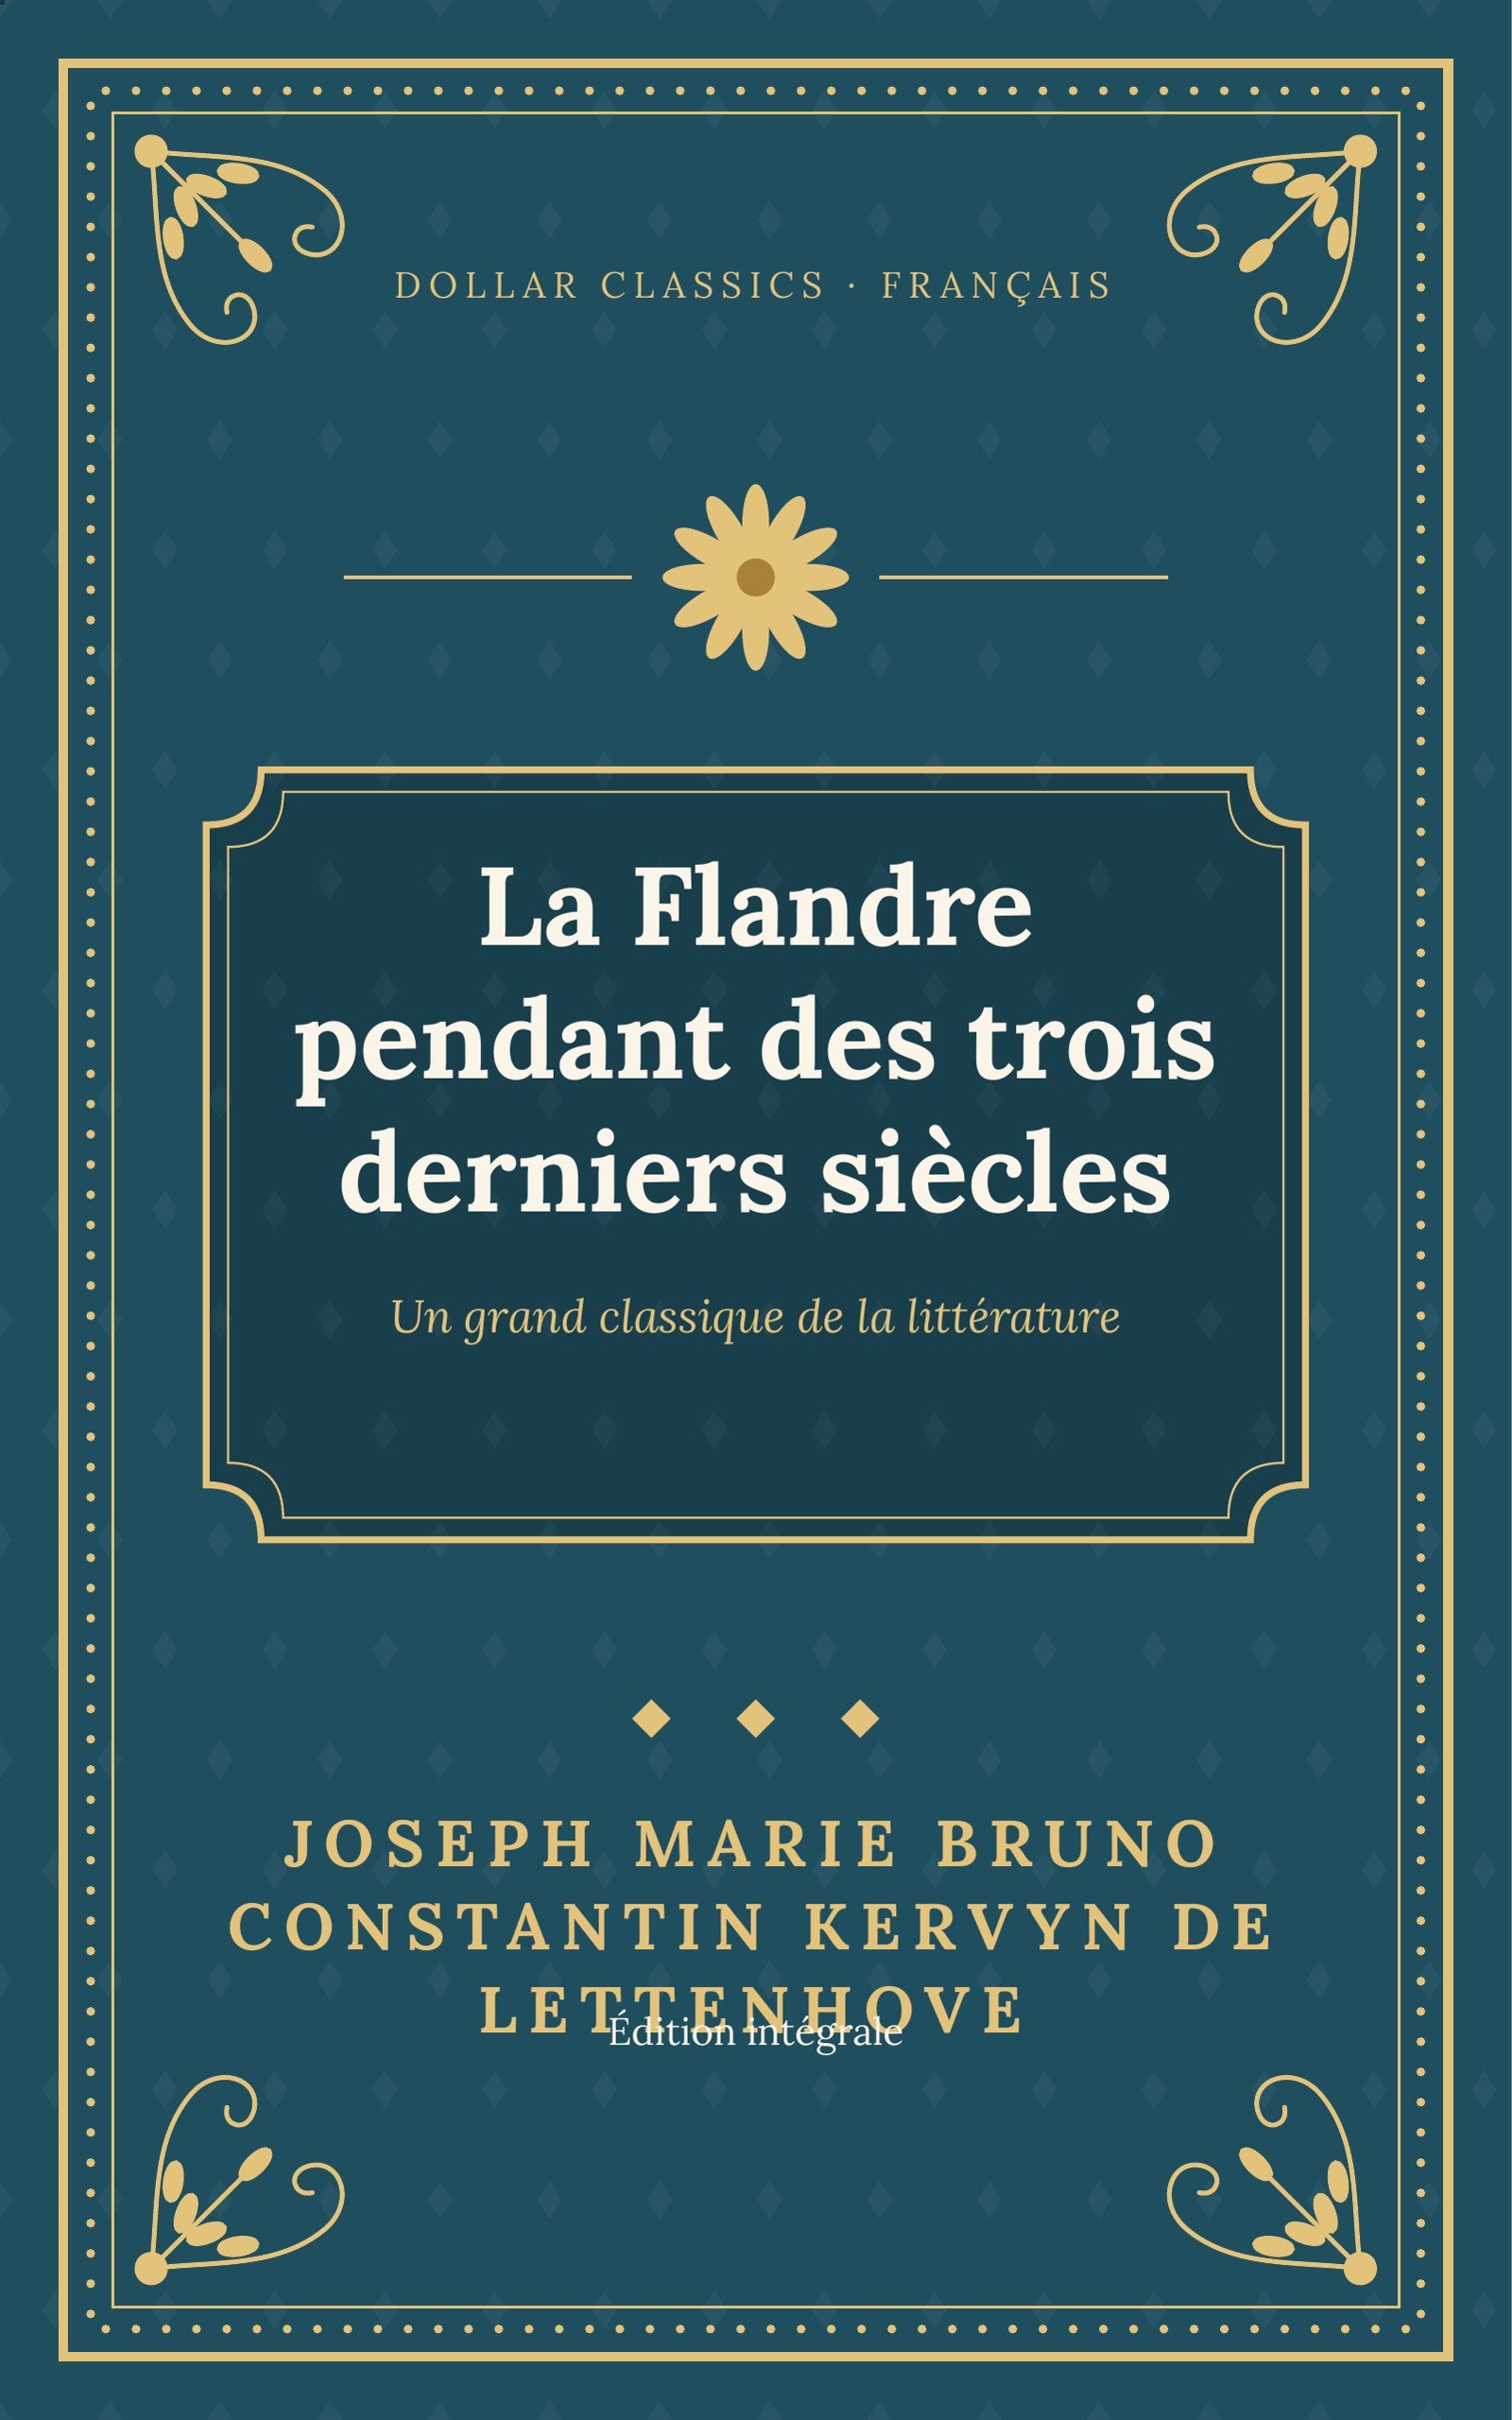 DOLLAR CLASSICS · FRANÇAIS
La Flandre
pendant des trois
derniers siècles
Un grand classique de la littérature
JOSEPH MARIE BRUNO
CONSTANTIN KERVYN DE
LETTENHOVE
Édition intégrale